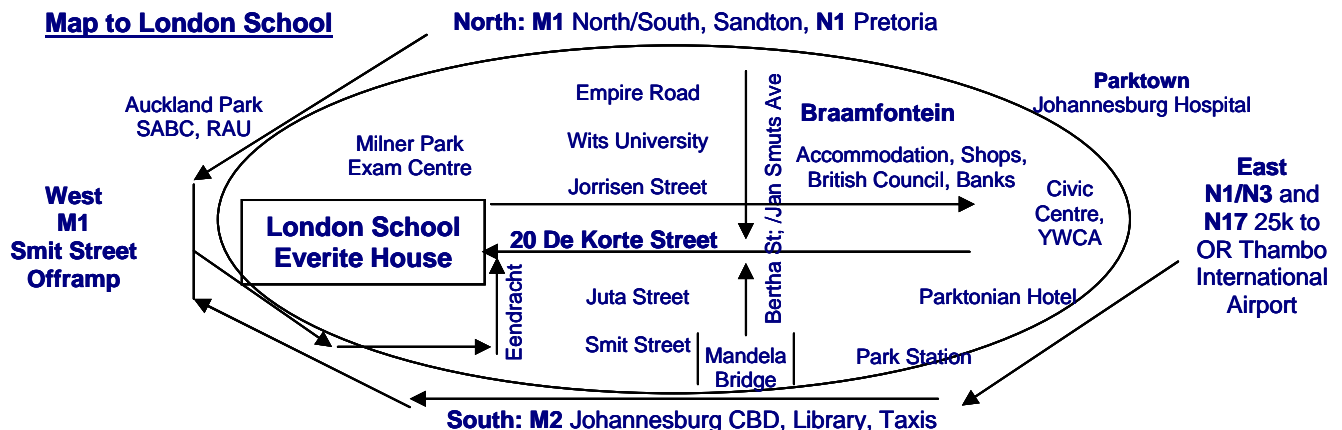 Map to London School
North: M1 North/South, Sandton, N1 Pretoria
Auckland Park
SABC, RAU
Milner Park
Exam Centre
Empire Road
Wits University
Jorrisen Street
Bertha St; /Jan Smuts Ave
Braamfontein
Accommodation, Shops,
British Council, Banks
Parktown
Johannesburg Hospital
Civic
Centre,
YWCA
East
N1/N3 and
N17 25k to
OR Thambo
International
Airport
West
M1
Smit Street
Offramp
London School
Everite House
20 De Korte Street
Eendracht
Juta Street
Smit Street
Mandela
Bridge
Parktonian Hotel
Park Station
South: M2 Johannesburg CBD, Library, Taxis